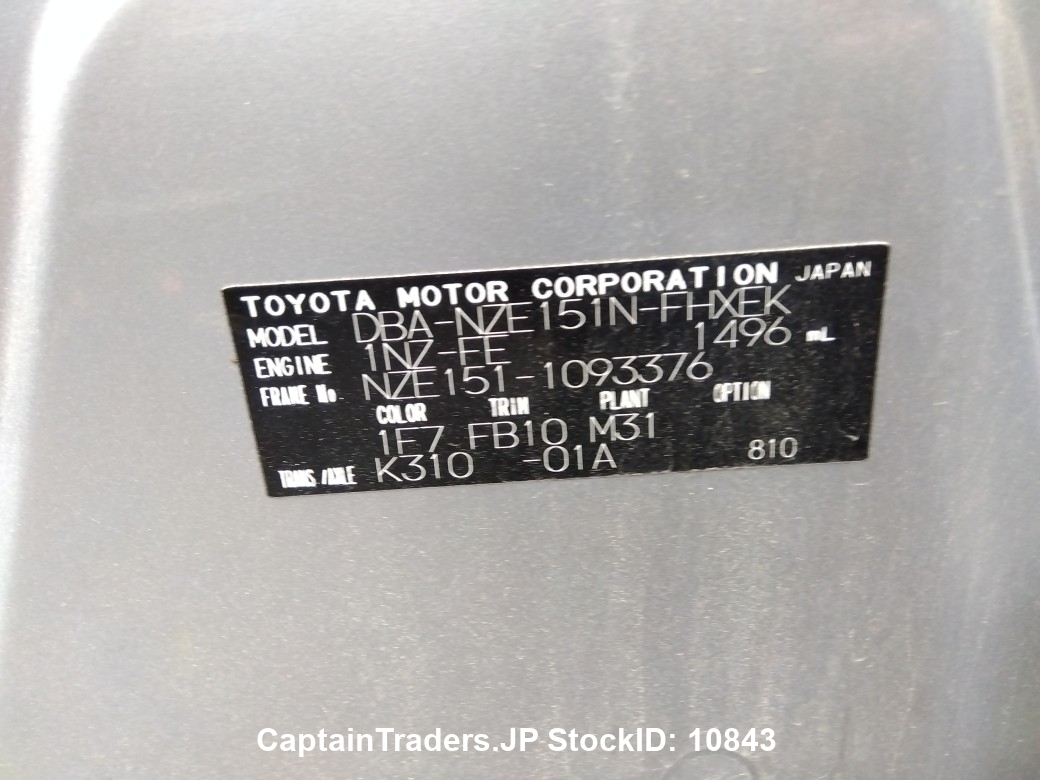 TOYOTA MOTOR CORPORATION JAPAN
MODEL DBA-NZE151N-FHXEK
ENGINE 1NZ-FE 1496 mL
FRAME No NZE151-1093376
COLOR TRIM PLANT OPTION
1F7 FB10 M31
TRANS./AXLE K310 -01A 810
CaptainTraders.JP StockID: 10843